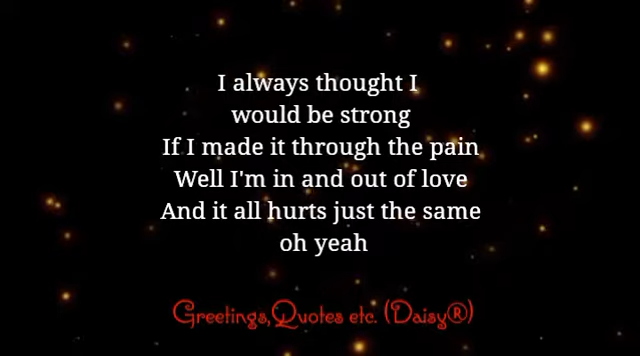 I always thought I
would be strong
If I made it through the pain
Well I'm in and out of love
And it all hurts just the same
oh yeah
Greetings,Quotes etc. (Daisy®)